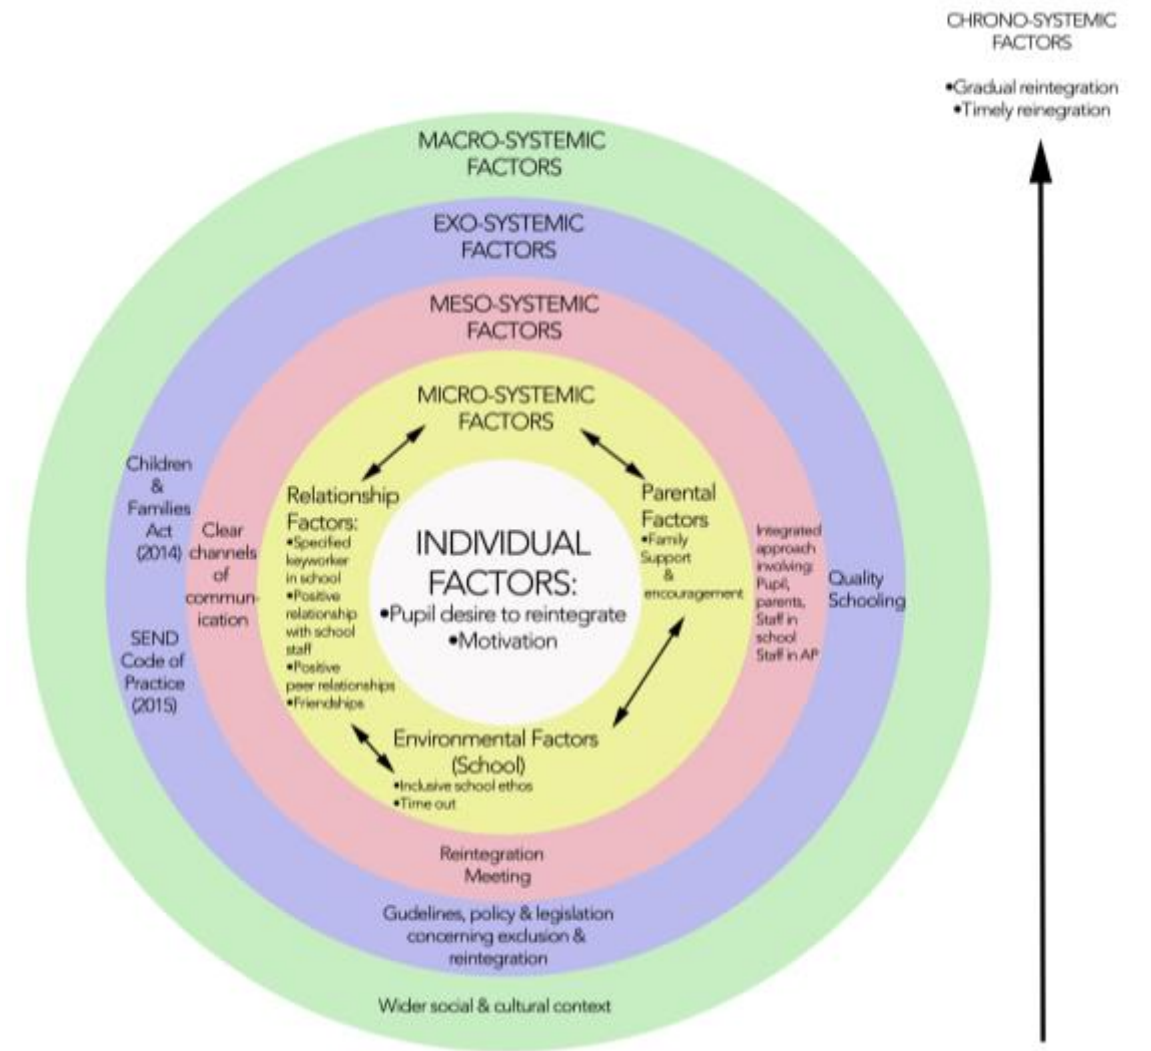 CHRONO-SYSTEMIC
FACTORS
•Gradual reintegration
•Timely reinegration
MACRO-SYSTEMIC
FACTORS
EXO-SYSTEMIC
FACTORS
MESO-SYSTEMIC
FACTORS
MICRO-SYSTEMIC
FACTORS
Children
&
Families
Act
(2014)
SEND
Code of
Practice
(2015)
Clear
channels
of
commun-
ication
Relationship
Factors:
•Specified
keyworker
in school
•Positive
relationship
with school
staff
•Positive
peer relationships
•Friendships
INDIVIDUAL
FACTORS:
•Pupil desire to reintegrate
•Motivation
Parental
Factors
•Family
Support
&
encouragement
Integrated
approach
involving:
Pupil,
parents,
Staff in
school
Staff in AP
Quality
Schooling
Environmental Factors
(School)
•Inclusive school ethos
•Time out
Reintegration
Meeting
Gudelines, policy & legislation
concerning exclusion &
reintegration
Wider social & cultural context